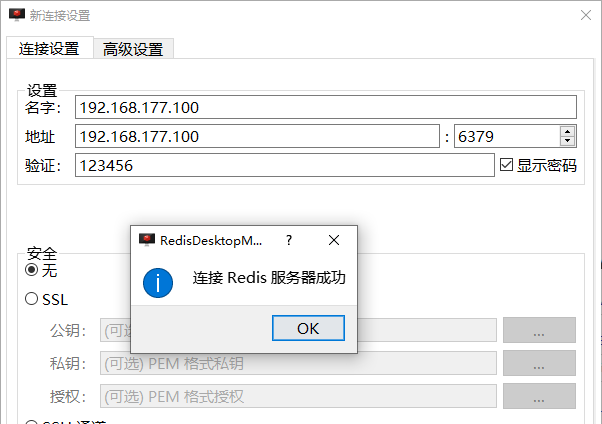 新连接设置
连接设置 高级设置
设置
名字: 192.168.177.100
地址 192.168.177.100 : 6379
验证: 123456 显示密码
RedisDesktopM... ?
连接 Redis 服务器成功
OK
安全
无
SSL
公钥: (可选 ...
私钥: (可选) PEM 格式私钥 ...
授权: (可选) PEM 格式授权 ...